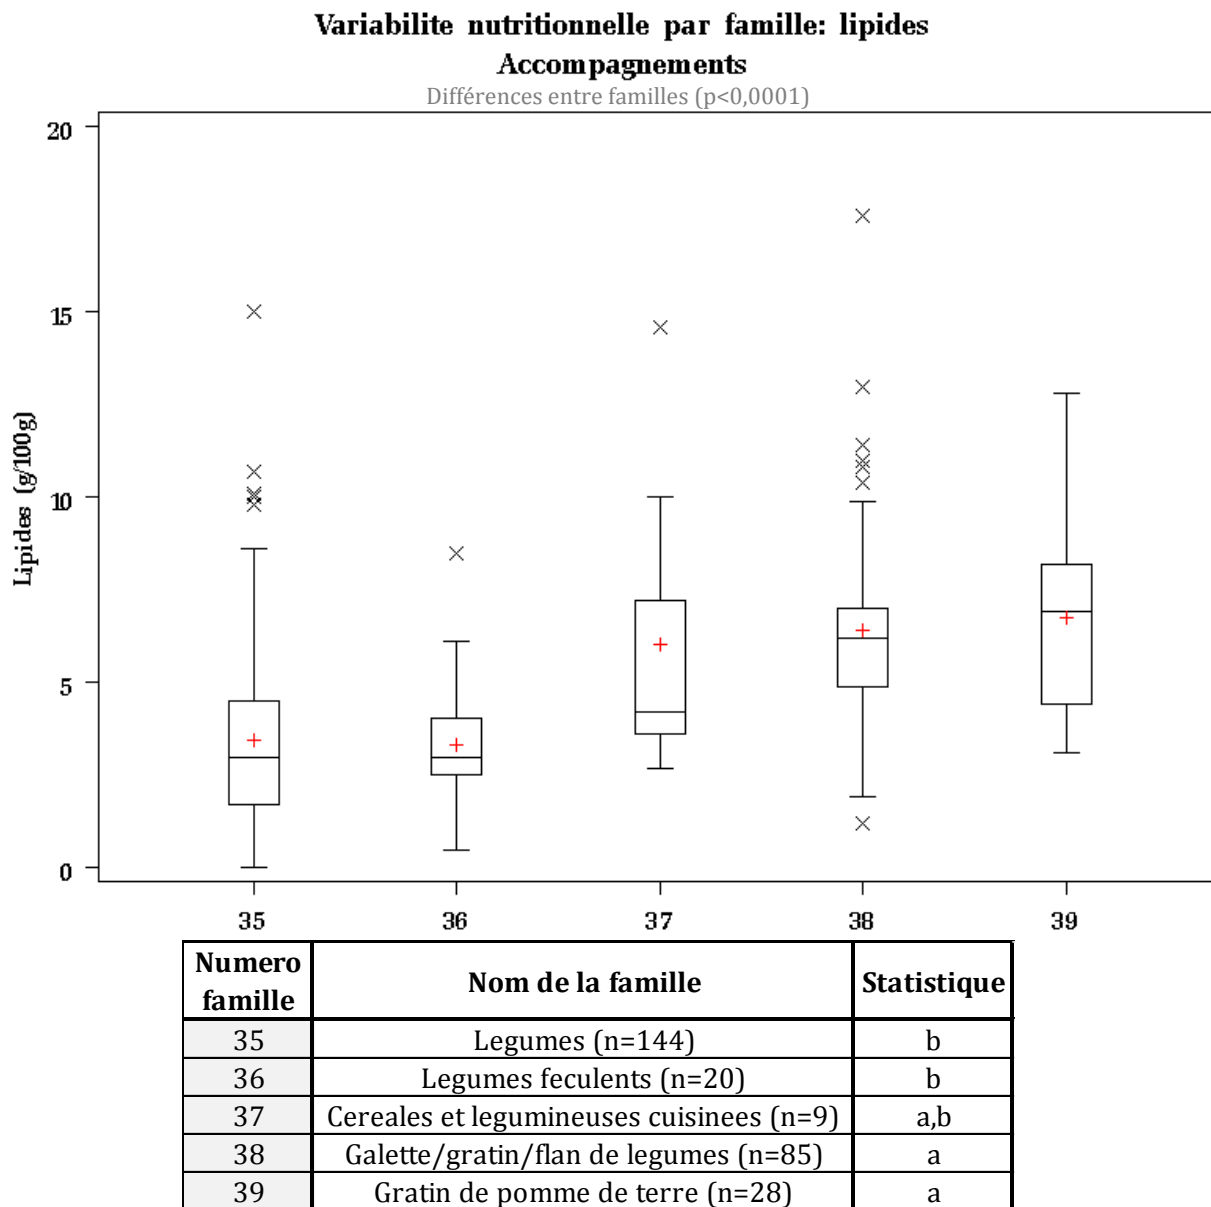 Variabilite nutritionnelle par famille: lipides
Accompagnements
Différences entre familles (p<0,0001)
20
15
10
5
0
Lipides (g/100g)
35 36 37 38 39
Numero famille Nom de la famille Statistique
35 Legumes (n=144) b
36 Legumes feculents (n=20) b
37 Cereales et legumineuses cuisinees (n=9) a,b
38 Galette/gratin/flan de legumes (n=85) a
39 Gratin de pomme de terre (n=28) a